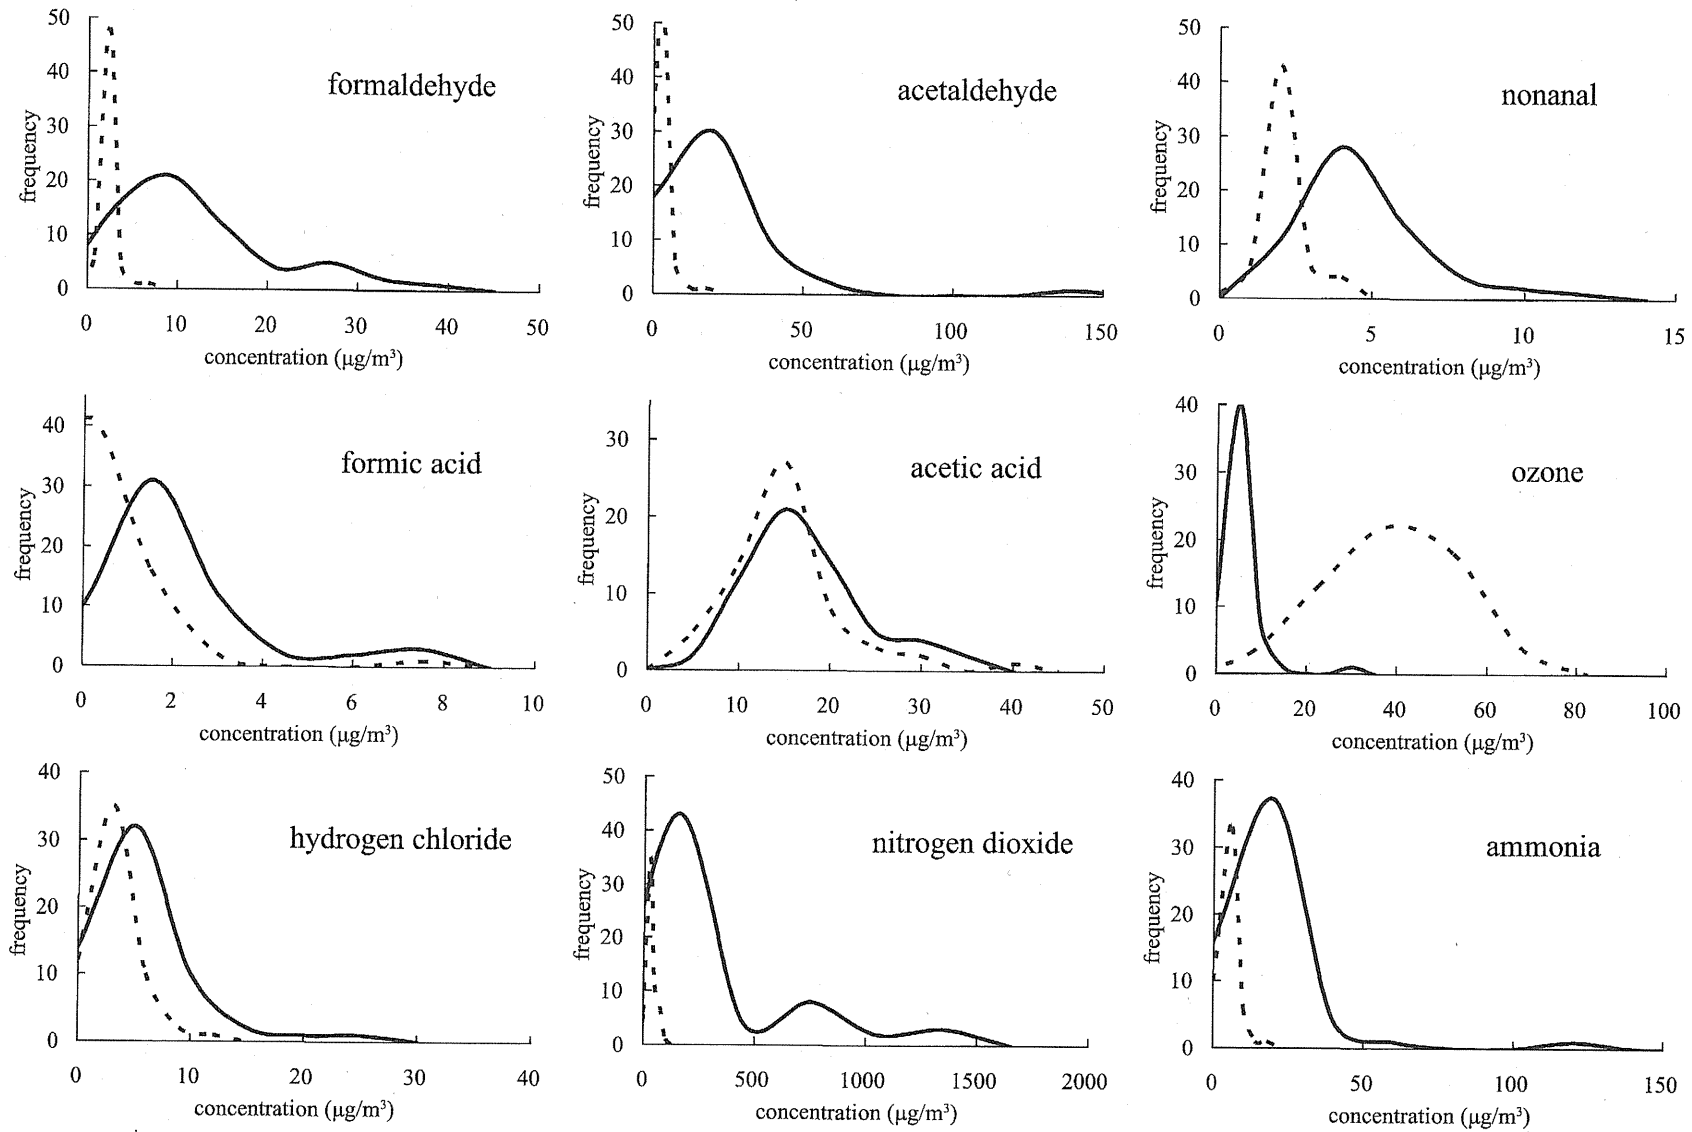 50
40
30
20
10
0
frequency
formaldehyde
0 10 20 30 40 50
concentration (µg/m³)
50
40
30
20
10
0
frequency
acetaldehyde
0 50 100 150
concentration (µg/m³)
50
40
30
20
10
0
frequency
nonanal
0 5 10 15
concentration (µg/m³)
40
30
20
10
0
frequency
formic acid
0 2 4 6 8 10
concentration (µg/m³)
30
20
10
0
frequency
acetic acid
0 10 20 30 40 50
concentration (µg/m³)
40
30
20
10
0
frequency
ozone
0 20 40 60 80 100
concentration (µg/m³)
40
30
20
10
0
frequency
hydrogen chloride
0 10 20 30 40
concentration (µg/m³)
50
40
30
20
10
0
frequency
nitrogen dioxide
0 500 1000 1500 2000
concentration (µg/m³)
40
30
20
10
0
frequency
ammonia
0 50 100 150
concentration (µg/m³)